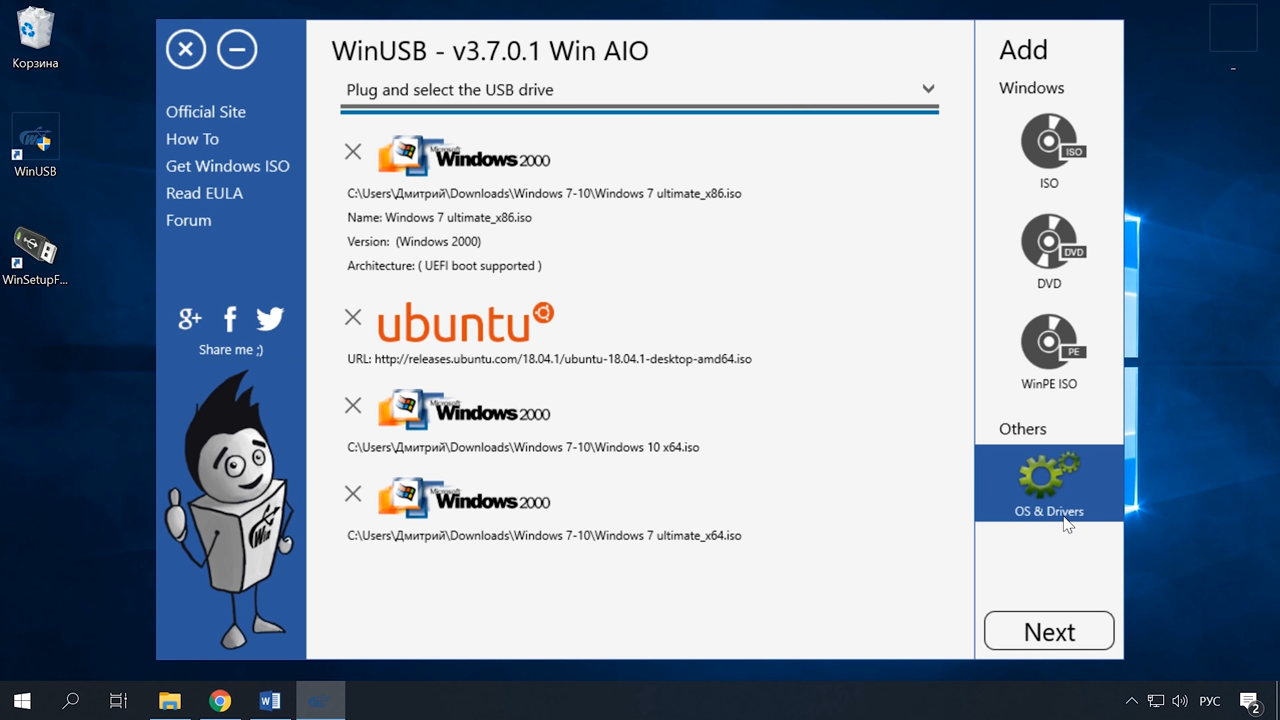 Корзина
WinUSB
WinSetupF...
Official Site
How To
Get Windows ISO
Read EULA
Forum
g+ f
Share me ;)
Win
WinUSB - v3.7.0.1 Win AIO
Plug and select the USB drive
Microsoft
Windows 2000
C:\Users\Дмитрий\Downloads\Windows 7-10\Windows 7 ultimate_x86.iso
Name: Windows 7 ultimate_x86.iso
Version:  (Windows 2000)
Architecture: ( UEFI boot supported )
ubuntu
URL: http://releases.ubuntu.com/18.04.1/ubuntu-18.04.1-desktop-amd64.iso
Microsoft
Windows 2000
C:\Users\Дмитрий\Downloads\Windows 7-10\Windows 10 x64.iso
Microsoft
Windows 2000
C:\Users\Дмитрий\Downloads\Windows 7-10\Windows 7 ultimate_x64.iso
Add
Windows
ISO
ISO
DVD
DVD
PE
WinPE ISO
Others
OS & Drivers
Next
РУС
2